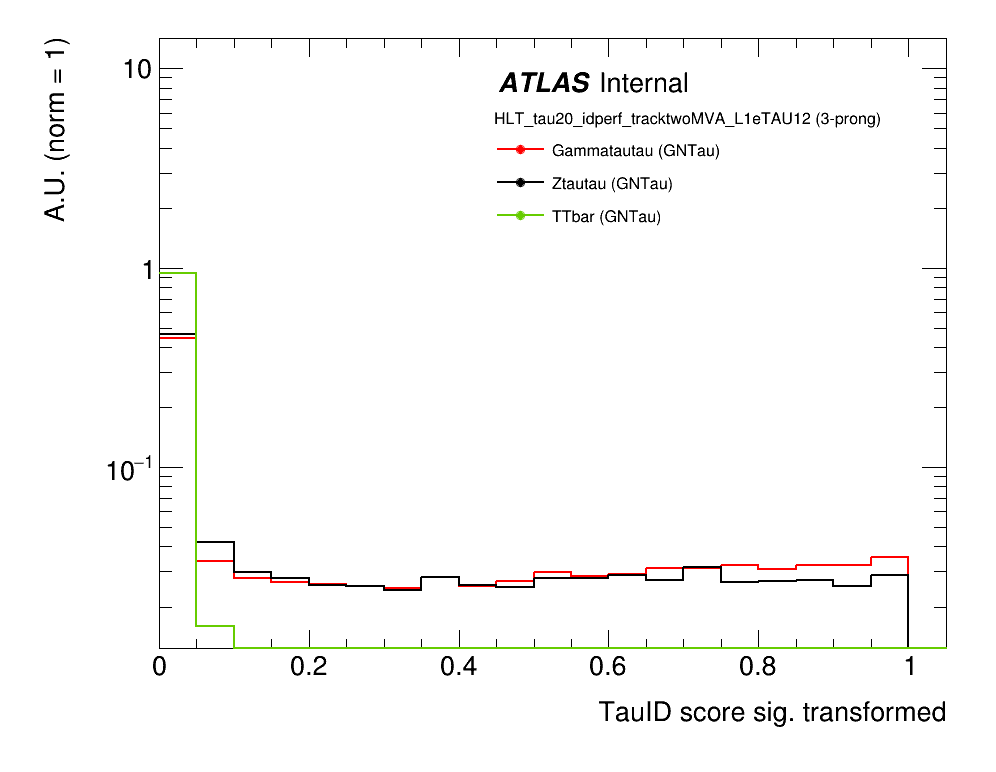 A.U. (norm = 1)
10
1
10⁻¹
ATLAS Internal
HLT_tau20_idperf_tracktwoMVA_L1eTAU12 (3-prong)
Gammatautau (GNTau)
Ztautau (GNTau)
TTbar (GNTau)
0 0.2 0.4 0.6 0.8 1
TauID score sig. transformed